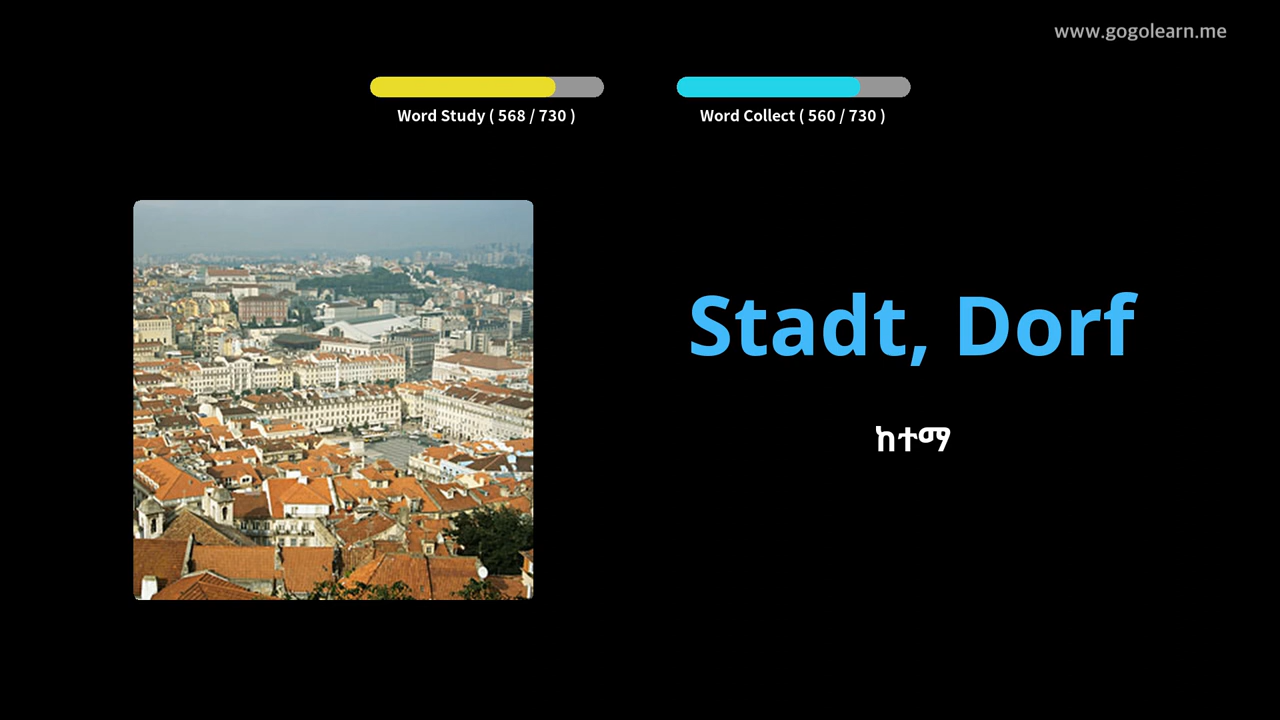 www.gogolearn.me
Word Study ( 568 / 730 )
Word Collect ( 560 / 730 )
Stadt, Dorf
ከተማ